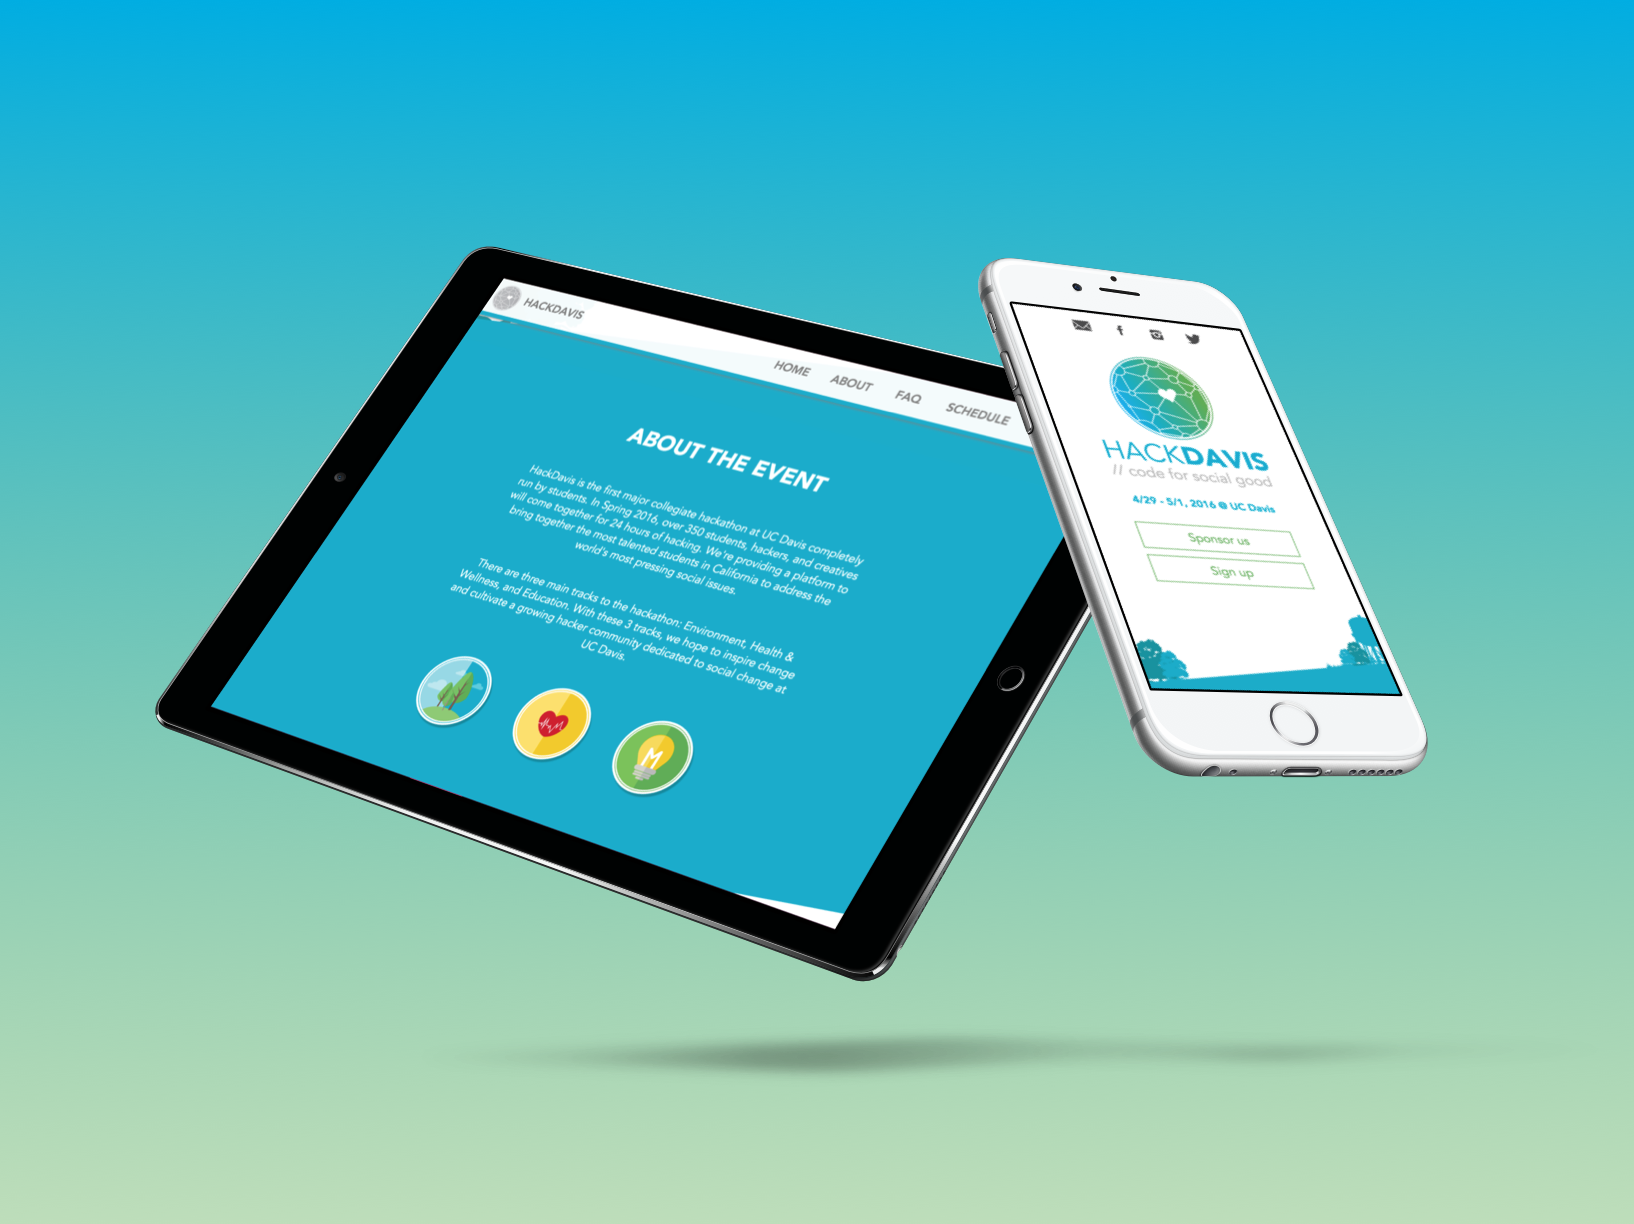 HACKDAVIS
HOME ABOUT FAQ SCHEDULE
ABOUT THE EVENT
HackDavis is the first major collegiate hackathon at UC Davis completely
run by students. In Spring 2016, over 350 students, hackers, and creatives
will come together for 24 hours of hacking. We're providing a platform to
bring together the most talented students in California to address the
world's most pressing social issues.
There are three main tracks to the hackathon: Environment, Health &
Wellness, and Education. With these 3 tracks, we hope to inspire change
and cultivate a growing hacker community dedicated to social change at
UC Davis.
M
f
HACKDAVIS
// code for social good
4/29 - 5/1, 2016 @ UC Davis
Sponsor us
Sign up